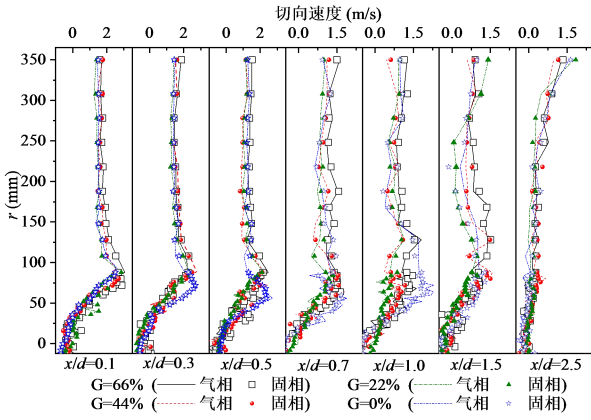 切向速度 (m/s)
0 2 0 2 0 2 0.0 1.5 0.0 1.5 0.0 1.5 0.0 1.5
350
300
250
200
150
100
50
0
r (mm)
x/d=0.1 x/d=0.3 x/d=0.5 x/d=0.7 x/d=1.0 x/d=1.5 x/d=2.5
G=66% ( 气相 固相) G=22% ( 气相 固相)
G=44% ( 气相 固相) G=0% ( 气相 固相)